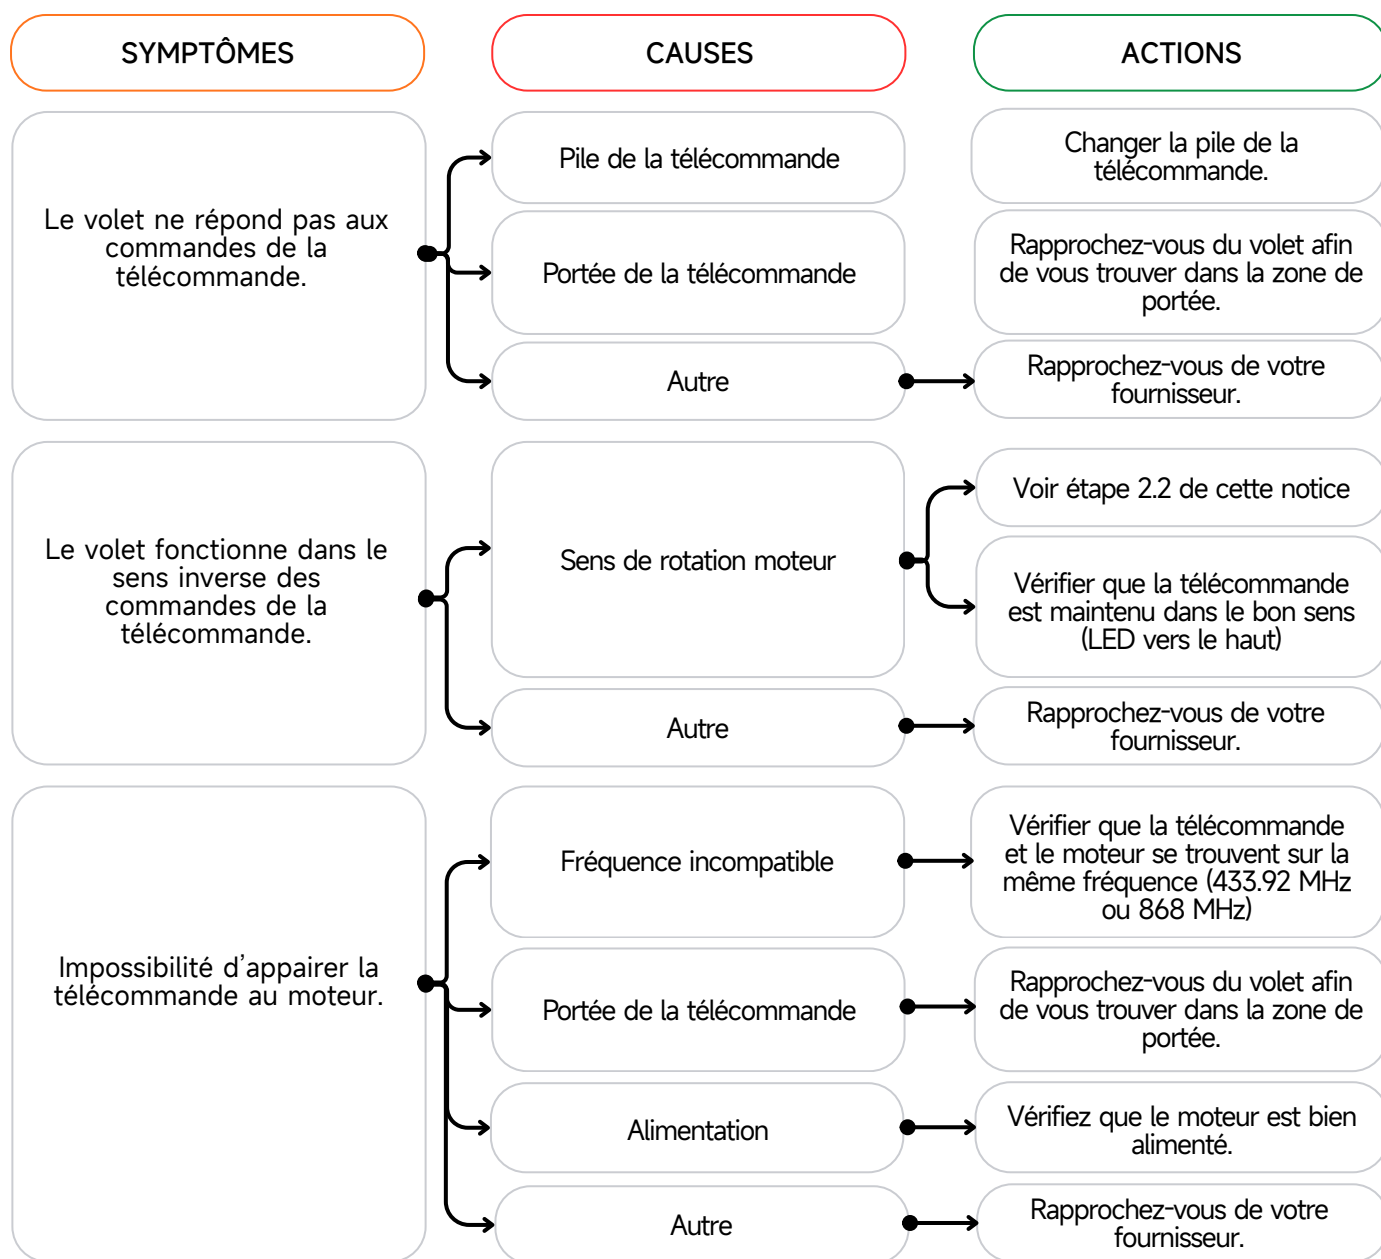 SYMPTÔMES
CAUSES
ACTIONS
Le volet ne répond pas aux
commandes de la
télécommande.
Pile de la télécommande
Changer la pile de la
télécommande.
Portée de la télécommande
Rapprochez-vous du volet afin
de vous trouver dans la zone de
portée.
Autre
Rapprochez-vous de votre
fournisseur.
Le volet fonctionne dans le
sens inverse des
commandes de la
télécommande.
Sens de rotation moteur
Voir étape 2.2 de cette notice
Vérifier que la télécommande
est maintenu dans le bon sens
(LED vers le haut)
Autre
Rapprochez-vous de votre
fournisseur.
Impossibilité d'appairer la
télécommande au moteur.
Fréquence incompatible
Vérifier que la télécommande
et le moteur se trouvent sur la
même fréquence (433.92 MHz
ou 868 MHz)
Portée de la télécommande
Rapprochez-vous du volet afin
de vous trouver dans la zone de
portée.
Alimentation
Vérifiez que le moteur est bien
alimenté.
Autre
Rapprochez-vous de votre
fournisseur.